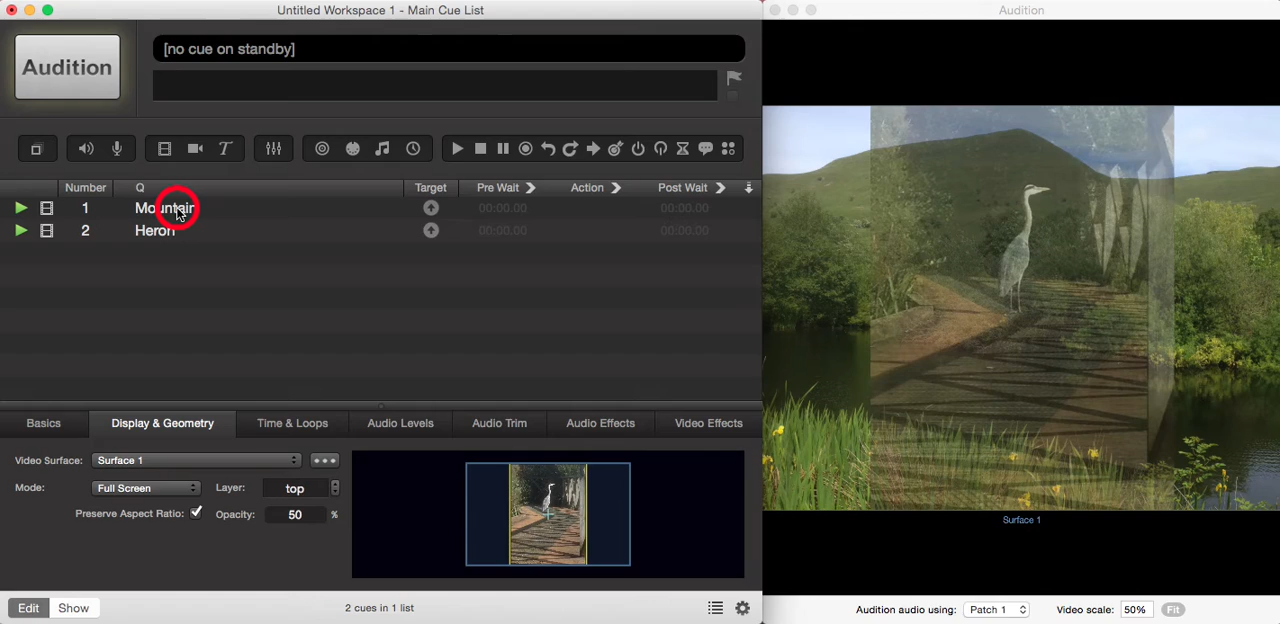 Untitled Workspace 1 - Main Cue List
Audition
Audition
[no cue on standby]
Number Q Target Pre Wait Action Post Wait
1 Mountain 00:00.00 00:00.00
2 Heron 00:00.00 00:00.00
Basics Display & Geometry Time & Loops Audio Levels Audio Trim Audio Effects Video Effects
Video Surface: Surface 1
Mode: Full Screen Layer: top
Preserve Aspect Ratio: Opacity: 50 %
Surface 1
Edit Show 2 cues in 1 list
Audition audio using: Patch 1 Video scale: 50% Fit